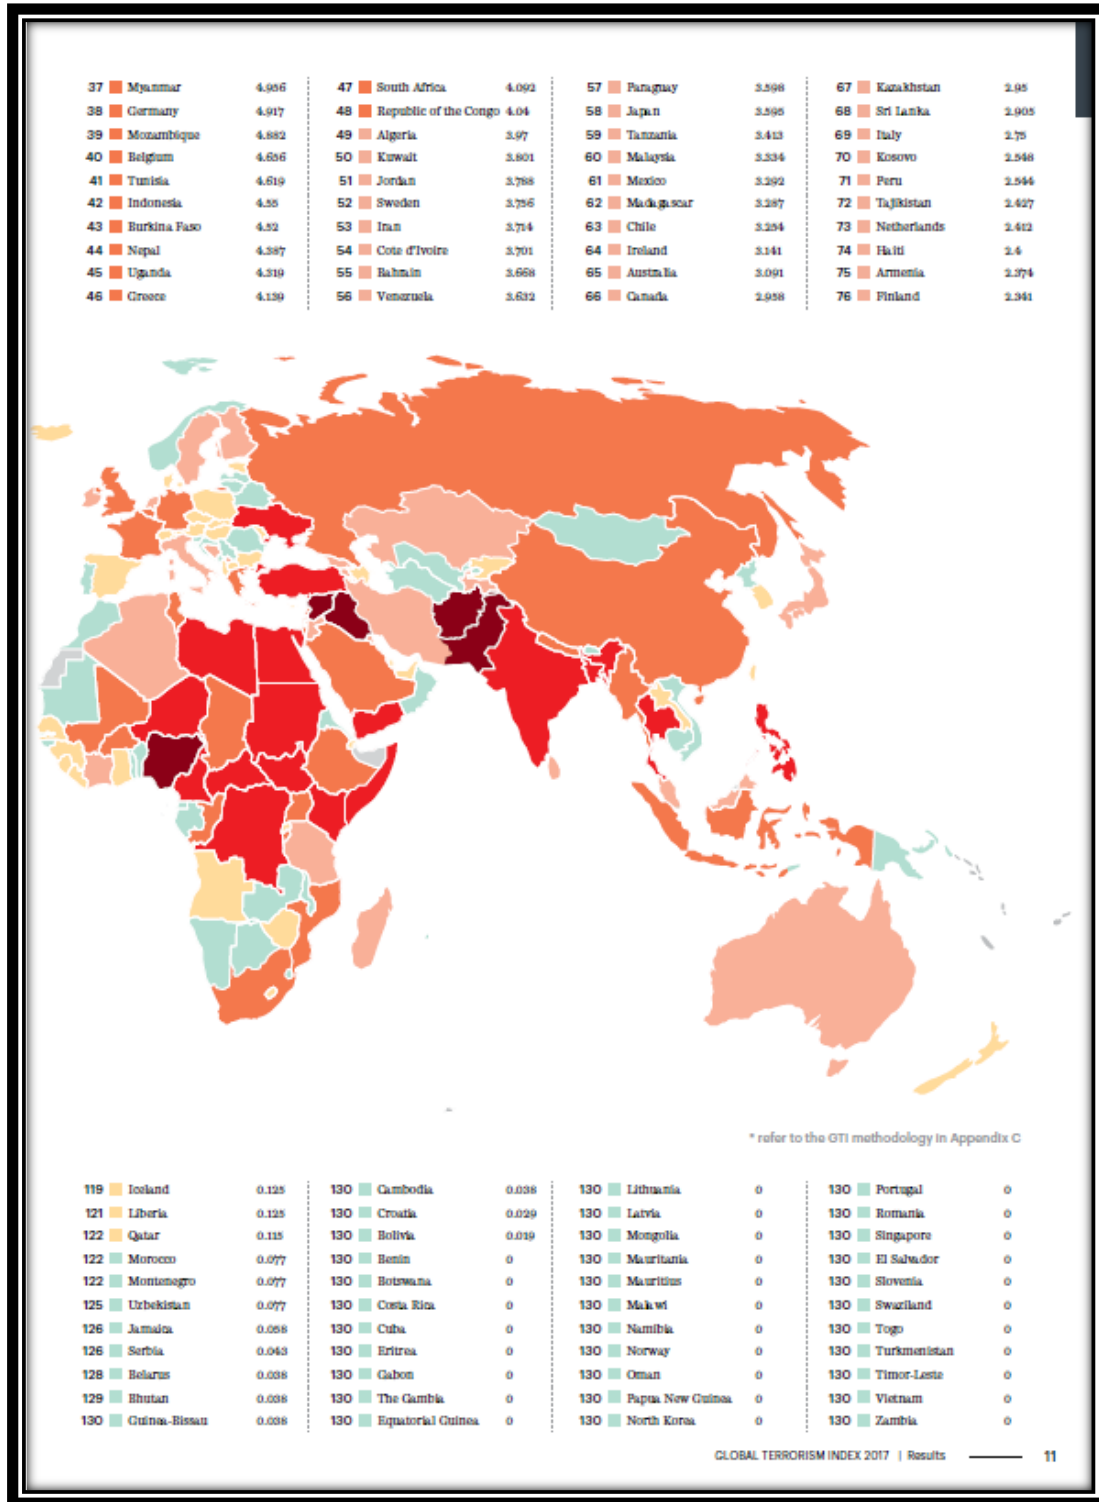 37 Myanmar 4.956
38 Germany 4.917
39 Mozambique 4.882
40 Belgium 4.656
41 Tunisia 4.619
42 Indonesia 4.55
43 Burkina Faso 4.52
44 Nepal 4.387
45 Uganda 4.319
46 Greece 4.139
47 South Africa 4.092
48 Republic of the Congo 4.04
49 Algeria 3.97
50 Kuwait 3.801
51 Jordan 3.788
52 Sweden 3.756
53 Iran 3.714
54 Cote d'Ivoire 3.701
55 Bahrain 3.668
56 Venezuela 3.632
57 Paraguay 3.598
58 Japan 3.595
59 Tanzania 3.413
60 Malaysia 3.334
61 Mexico 3.292
62 Madagascar 3.287
63 Chile 3.254
64 Ireland 3.141
65 Australia 3.091
66 Canada 2.958
67 Kazakhstan 2.95
68 Sri Lanka 2.905
69 Italy 2.75
70 Kosovo 2.548
71 Peru 2.544
72 Tajikistan 2.427
73 Netherlands 2.412
74 Haiti 2.4
75 Armenia 2.374
76 Finland 2.341
* refer to the GTI methodology in Appendix C
119 Iceland 0.125
121 Liberia 0.125
122 Qatar 0.115
122 Morocco 0.077
122 Montenegro 0.077
125 Uzbekistan 0.077
126 Jamaica 0.058
126 Serbia 0.043
128 Belarus 0.038
129 Bhutan 0.038
130 Guinea-Bissau 0.038
130 Cambodia 0.038
130 Croatia 0.029
130 Bolivia 0.019
130 Benin 0
130 Botswana 0
130 Costa Rica 0
130 Cuba 0
130 Eritrea 0
130 Gabon 0
130 The Gambia 0
130 Equatorial Guinea 0
130 Lithuania 0
130 Latvia 0
130 Mongolia 0
130 Mauritania 0
130 Mauritius 0
130 Malawi 0
130 Namibia 0
130 Norway 0
130 Oman 0
130 Papua New Guinea 0
130 North Korea 0
130 Portugal 0
130 Romania 0
130 Singapore 0
130 El Salvador 0
130 Slovenia 0
130 Swaziland 0
130 Togo 0
130 Turkmenistan 0
130 Timor-Leste 0
130 Vietnam 0
130 Zambia 0
GLOBAL TERRORISM INDEX 2017 | Results 11